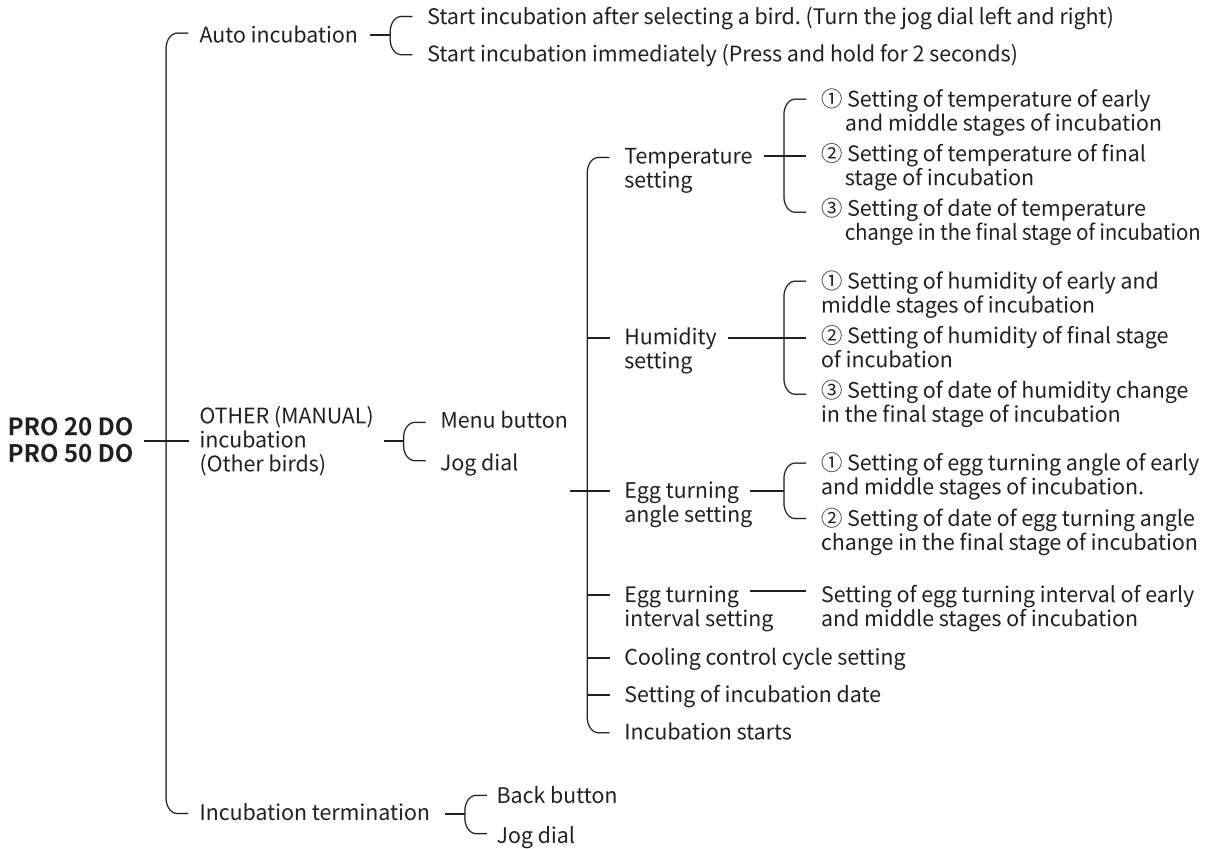 PRO 20 DO
PRO 50 DO
Auto incubation
Start incubation after selecting a bird. (Turn the jog dial left and right)
Start incubation immediately (Press and hold for 2 seconds)
OTHER (MANUAL)
incubation
(Other birds)
Menu button
Jog dial
Temperature
setting
① Setting of temperature of early
and middle stages of incubation
② Setting of temperature of final
stage of incubation
③ Setting of date of temperature
change in the final stage of incubation
Humidity
setting
① Setting of humidity of early and
middle stages of incubation
② Setting of humidity of final stage
of incubation
③ Setting of date of humidity change
in the final stage of incubation
Egg turning
angle setting
① Setting of egg turning angle of early
and middle stages of incubation.
② Setting of date of egg turning angle
change in the final stage of incubation
Egg turning
interval setting
Setting of egg turning interval of early
and middle stages of incubation
Cooling control cycle setting
Setting of incubation date
Incubation starts
Incubation termination
Back button
Jog dial